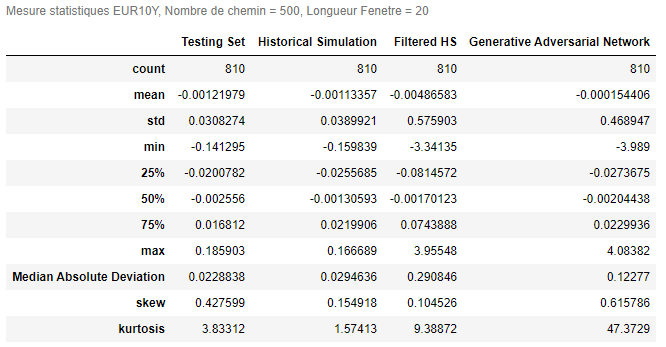 Mesure statistiques EUR10Y, Nombre de chemin = 500, Longueur Fenetre = 20
Testing Set Historical Simulation Filtered HS Generative Adversarial Network
count 810 810 810 810
mean -0.00121979 -0.00113357 -0.00486583 -0.000154406
std 0.0308274 0.0389921 0.575903 0.468947
min -0.141295 -0.159839 -3.34135 -3.989
25% -0.0200782 -0.0255685 -0.0814572 -0.0273675
50% -0.002556 -0.00130593 -0.00170123 -0.00204438
75% 0.016812 0.0219906 0.0743888 0.0229936
max 0.185903 0.166689 3.95548 4.08382
Median Absolute Deviation 0.0228838 0.0294636 0.290846 0.12277
skew 0.427599 0.154918 0.104526 0.615786
kurtosis 3.83312 1.57413 9.38872 47.3729